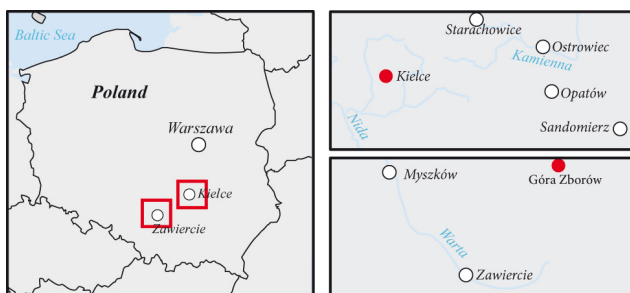 Baltic Sea
Poland
Warszawa
Kielce
Zawiercie
Starachowice
Ostrowiec
Kamienna
Kielce
Opatów
Nida
Sandomierz
Myszków
Góra Zborów
Warta
Zawiercie